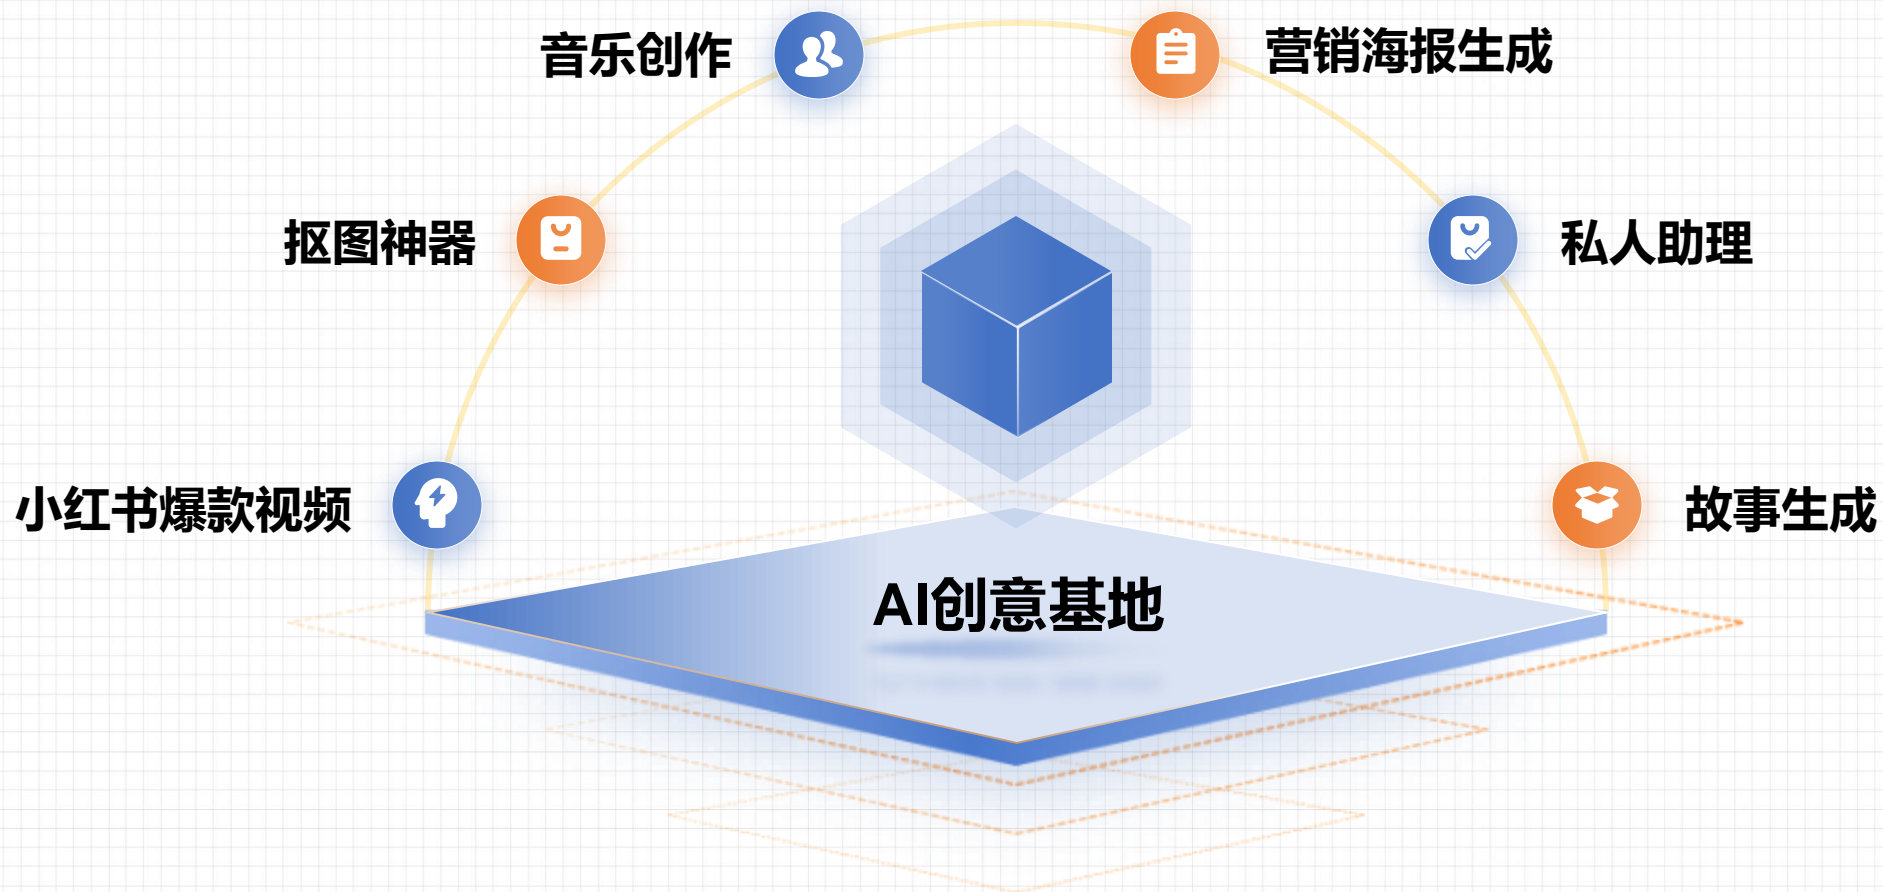 音乐创作
营销海报生成
抠图神器
私人助理
小红书爆款视频
故事生成
AI创意基地